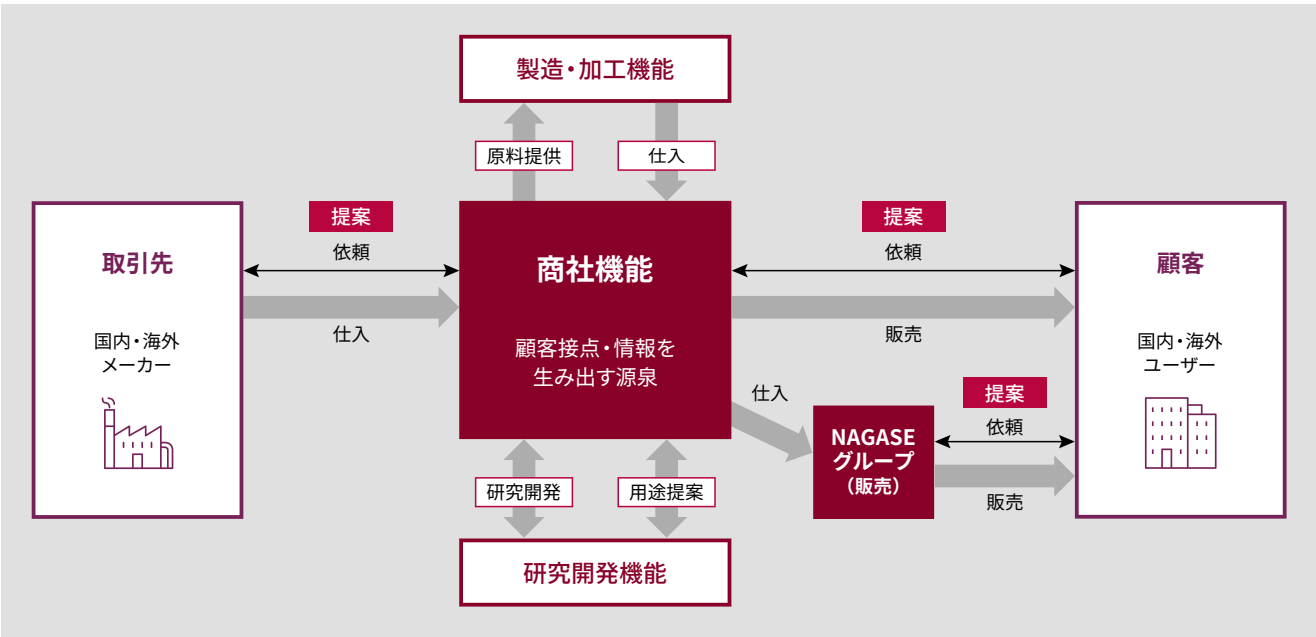 製造・加工機能
原料提供
仕入
提案
依頼
仕入
取引先
国内・海外
メーカー
商社機能
顧客接点・情報を
生み出す源泉
提案
依頼
販売
顧客
国内・海外
ユーザー
仕入
NAGASE
グループ
（販売）
提案
依頼
販売
研究開発
用途提案
研究開発機能